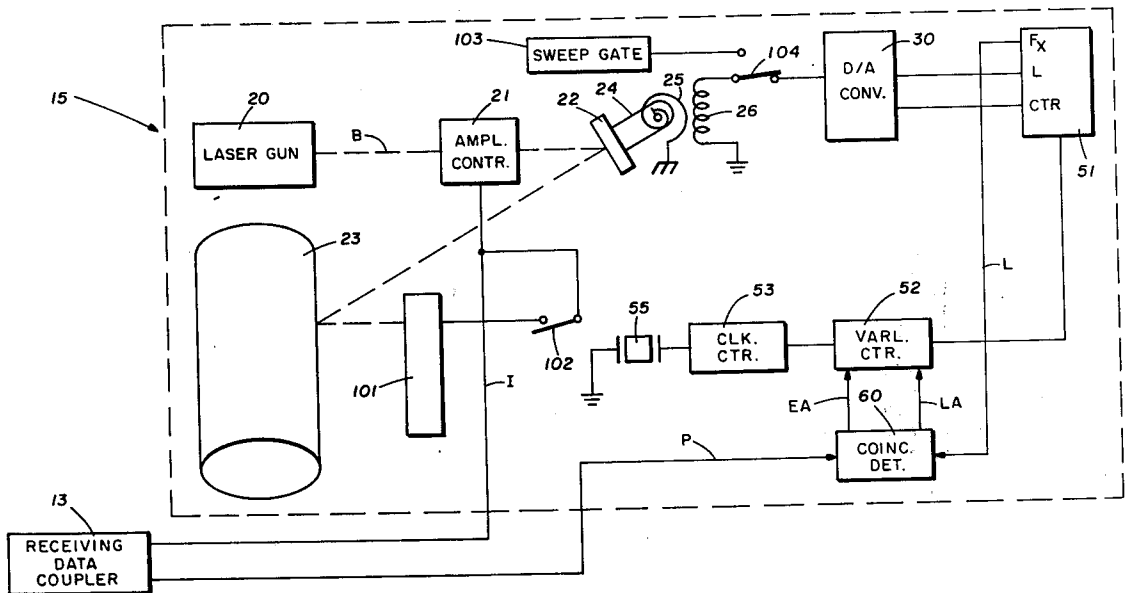 103
SWEEP GATE
104
30
D/A
CONV.
Fx
L
CTR
51
15
20
LASER GUN
B
21
AMPL.
CONTR.
22
24
25
26
23
101
102
I
55
53
CLK.
CTR.
52
VARL.
CTR.
L
EA
LA
60
COINC.
DET.
P
13
RECEIVING
DATA
COUPLER